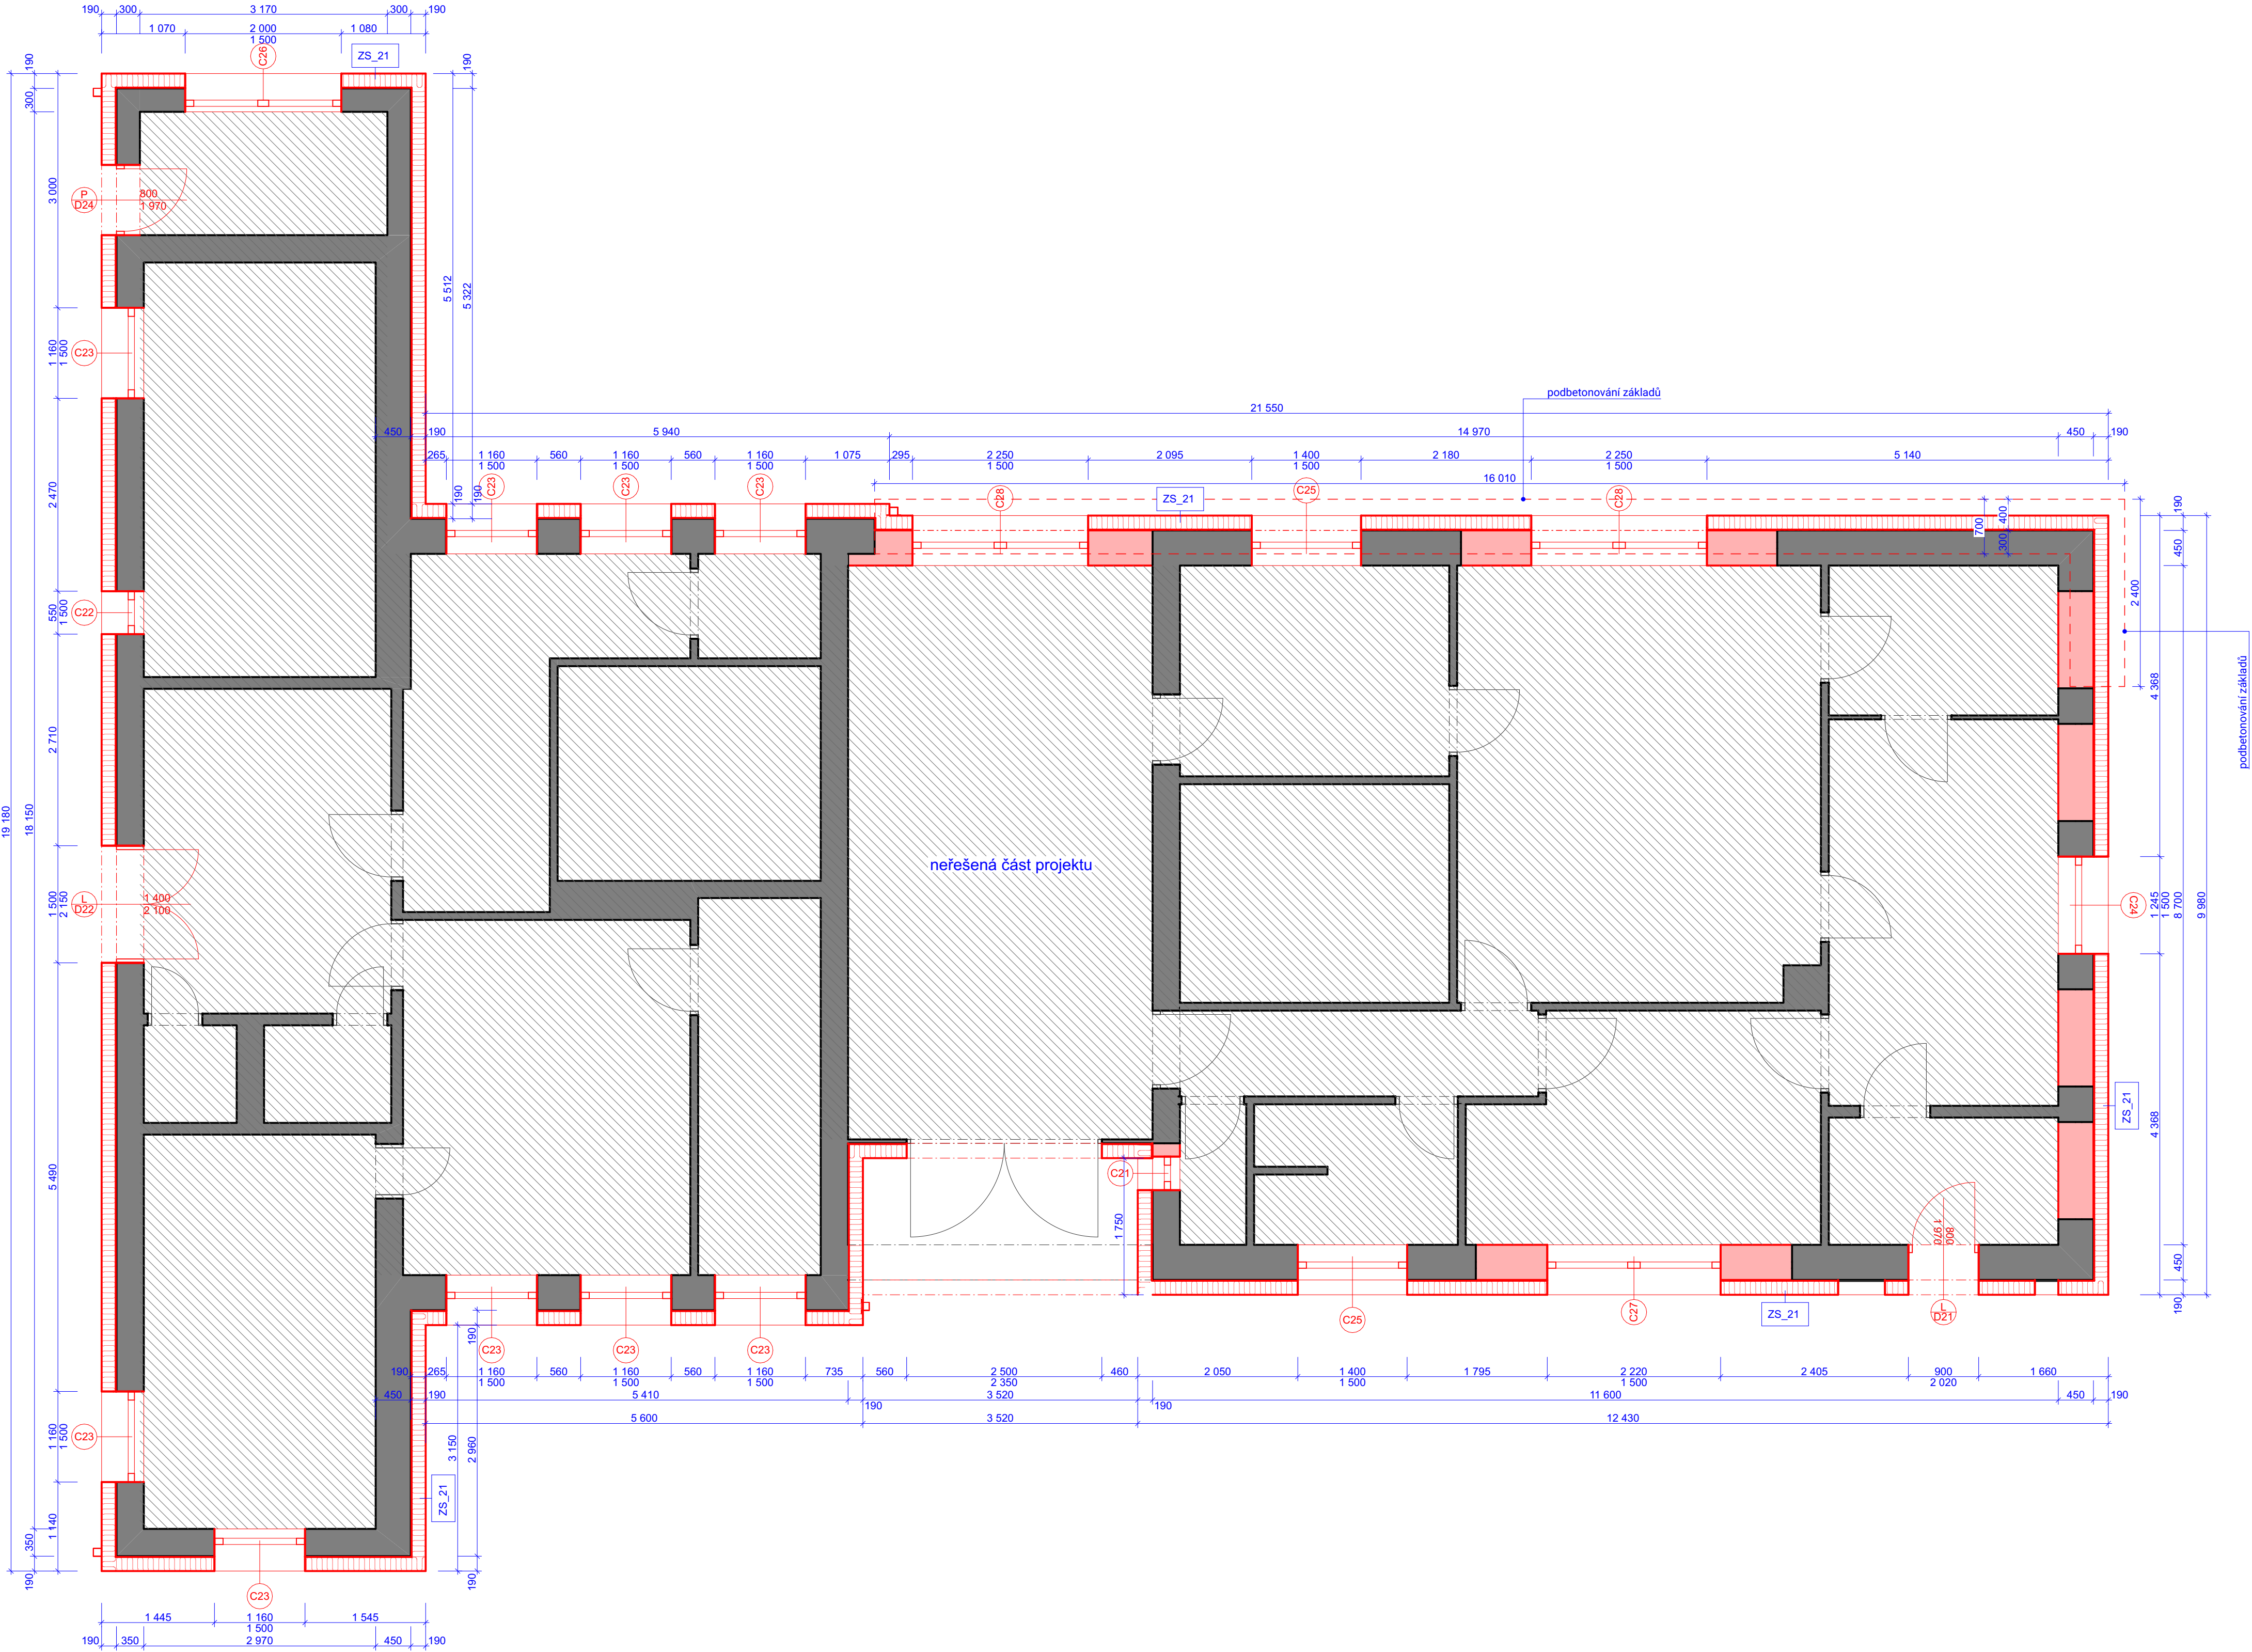 190 300 3 170 300 190
1 070 2 000 1 080
1 500
C26
ZS_21
190
300
19 180
18 150
350
190
3 000
1 160
1 500
2 470
550
1 500
2 710
1 500
2 150
5 490
1 160
1 500
1 140
P
D24
800
1 970
C23
C22
L
D22
1 400
2 100
C23
190
5 512
5 322
190
190
podbetonování základů
21 550
450 190 5 940 14 970 450 190
265 1 160 560 1 160 560 1 160 1 075 295 2 250 2 095 1 400 2 180 2 250 5 140
1 500 1 500 1 500 1 500 1 500 1 500
16 010
C23 C23 C23 C28 ZS_21 C25 C28
700
400
300
2 400
190
450
4 368
1 245
1 500
8 700
9 980
4 368
450
190
podbetonování základů
C24
ZS_21
neřešená část projektu
C21
1 750
800
1 970
L
D21
C25
C27
ZS_21
C23 C23 C23
190
3 150
2 960
190
ZS_21
190 265 1 160 560 1 160 560 1 160 735 560 2 500 460 2 050 1 400 1 795 2 220 2 405 900 1 660
1 500 1 500 1 500 2 350 1 500 1 500 2 020
450 190 5 410 190 3 520 190 11 600 450 190
5 600 3 520 12 430
C23
1 445 1 160 1 545
1 500
190 350 2 970 450 190